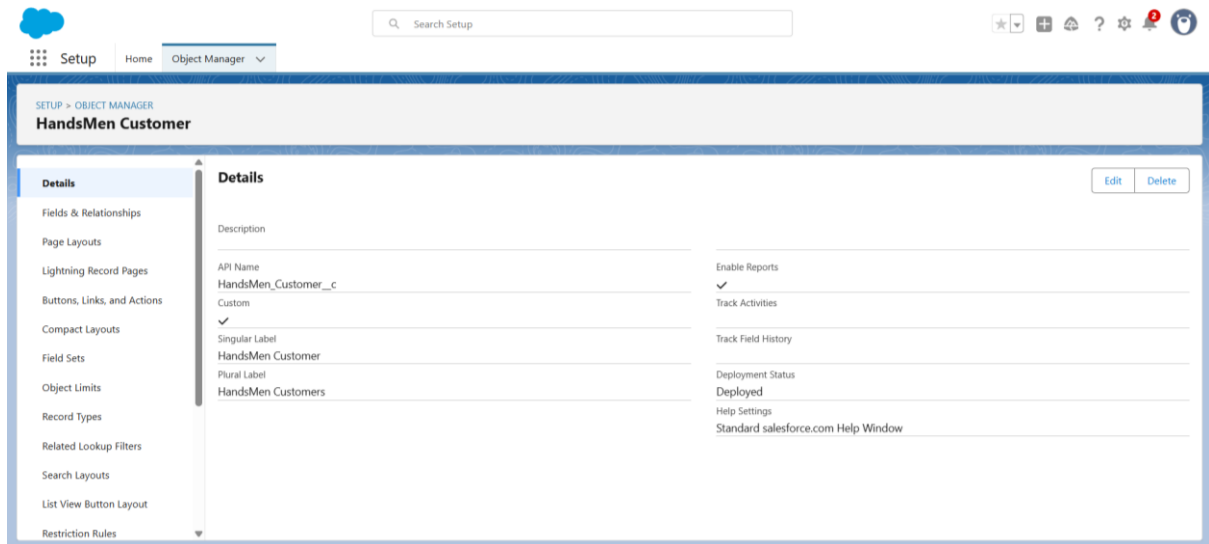 Search Setup
2
Setup
Home
Object Manager
SETUP > OBJECT MANAGER
HandsMen Customer
Details
Fields & Relationships
Page Layouts
Lightning Record Pages
Buttons, Links, and Actions
Compact Layouts
Field Sets
Object Limits
Record Types
Related Lookup Filters
Search Layouts
List View Button Layout
Restriction Rules
Details
Edit
Delete
Description
API Name
HandsMen_Customer__c
Custom
Singular Label
HandsMen Customer
Plural Label
HandsMen Customers
Enable Reports
Track Activities
Track Field History
Deployment Status
Deployed
Help Settings
Standard salesforce.com Help Window